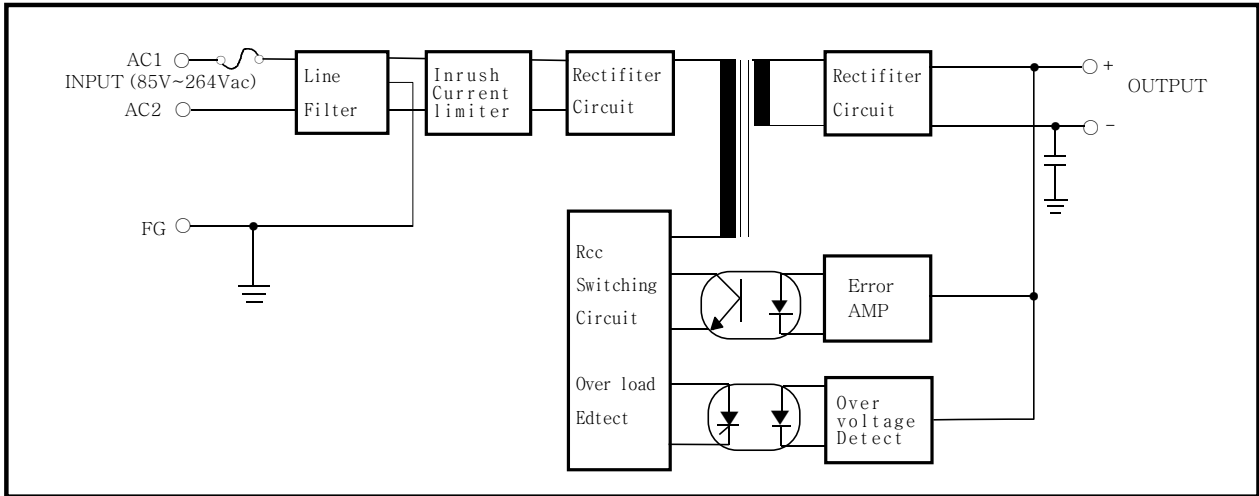 AC1
INPUT (85V~264Vac)
AC2
FG
Line
Filter
Inrush
Current
limiter
Rectifiter
Circuit
Rectifiter
Circuit
+
OUTPUT
-
Rcc
Switching
Circuit
Over load
Edtect
Error
AMP
Over
voltage
Detect